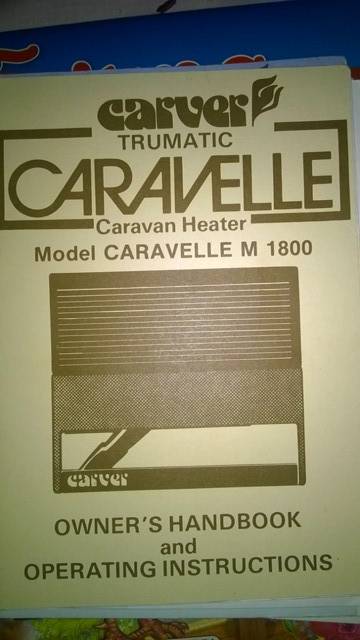 carver
TRUMATIC
CARAVELLE
Caravan Heater
Model CARAVELLE M 1800
carver
OWNER'S HANDBOOK
and
OPERATING INSTRUCTIONS